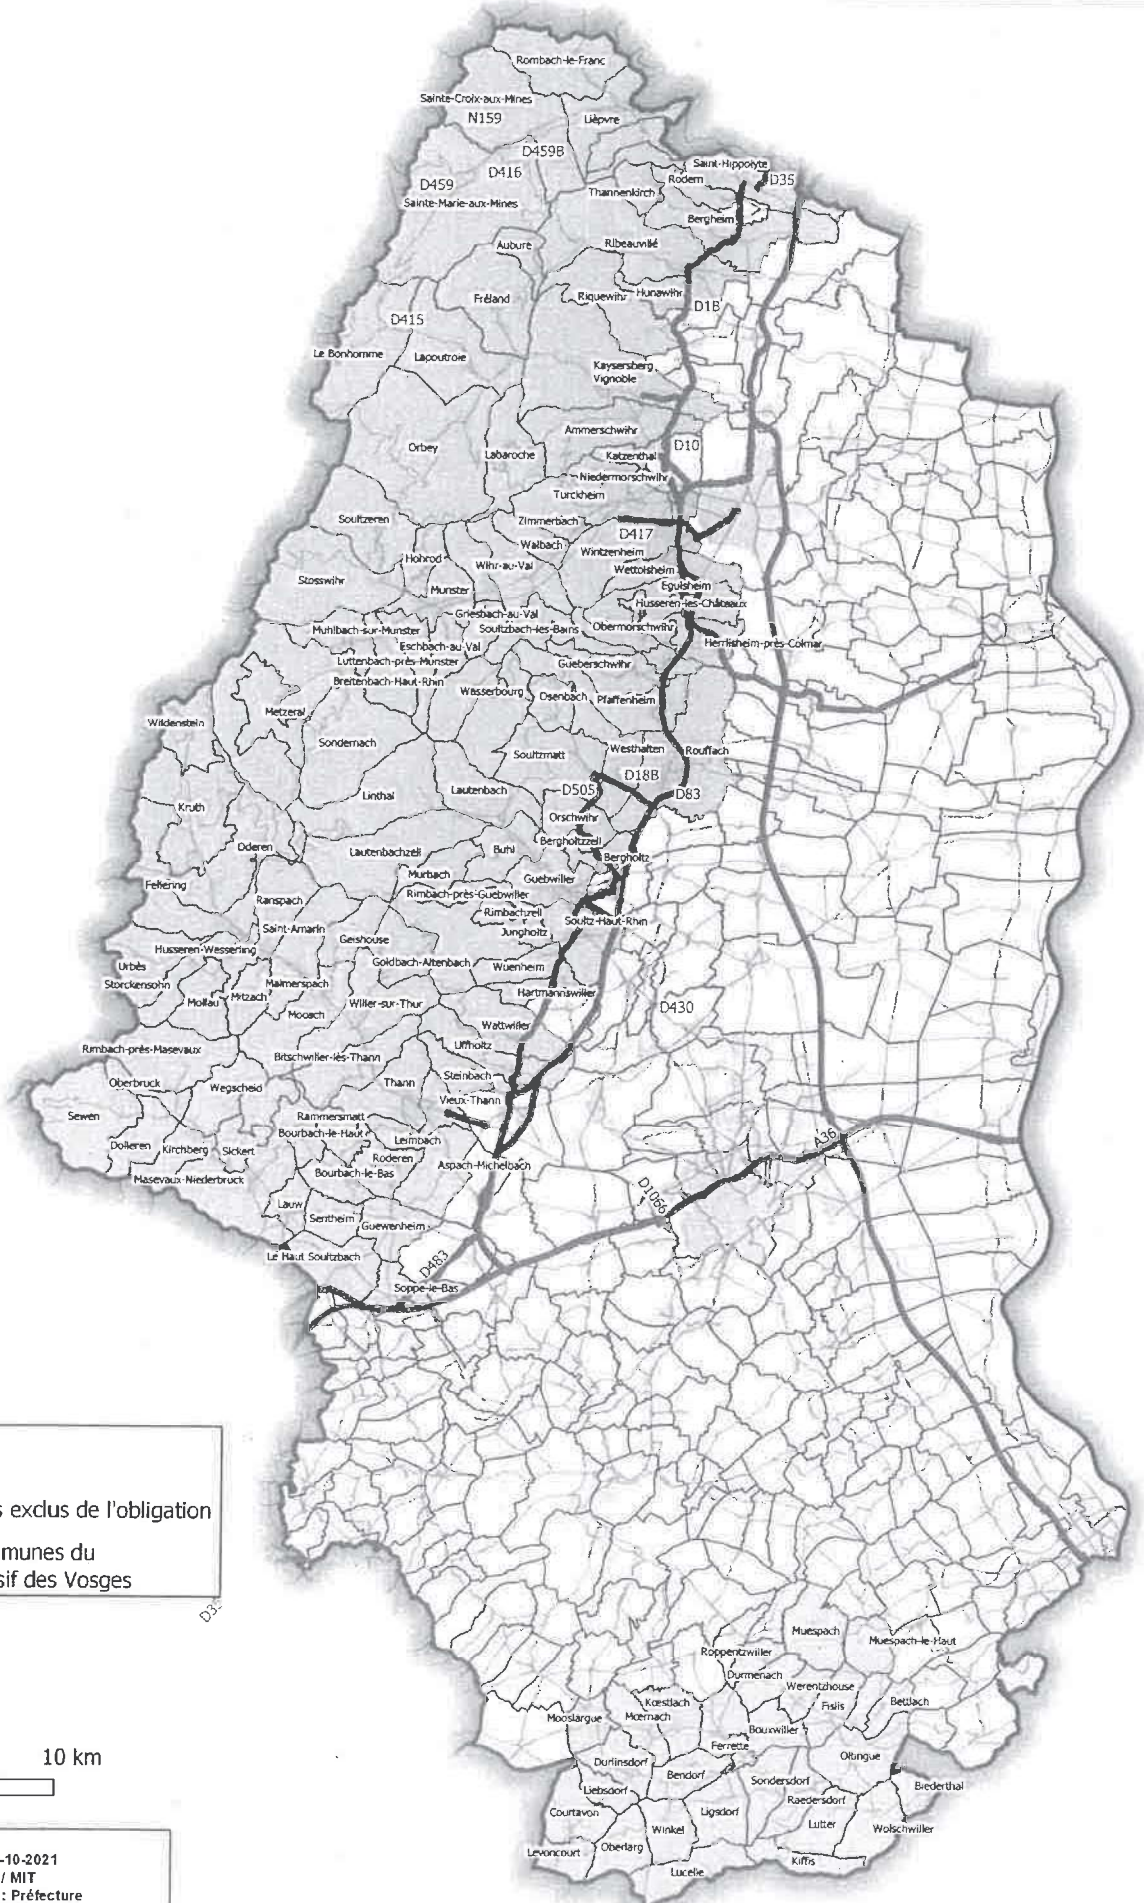 Rombach-le-Franc
Sainte-Croix-aux-Mines
N159
Lièpvre
D459B
Saint-Hippolyte
D416
Rodern
D35
D459
Thannenkirch
Sainte-Marie-aux-Mines
Bergheim
Aubure
Ribeauvillé
Fréland
Riquewihr
Hunawihr
D1B
D415
Le Bonhomme
Lapoutroie
Kaysersberg
Vignoble
Ammerschwihr
Orbey
Labaroche
D10
Katzenthal
Niedermorschwihr
Turckheim
Soultzeren
Zimmerbach
D417
Walbach
Wintzenheim
Hohrod
Wihr-au-Val
Wettolsheim
Stosswihr
Munster
Eguisheim
Husseren-les-Châteaux
Griesbach-au-Val
Muhlbach-sur-Munster
Soultzbach-les-Bains
Obermorschwihr
Eschbach-au-Val
Herrlisheim-près-Colmar
Luttenbach-près-Munster
Gueberschwihr
Breitenbach-Haut-Rhin
Wasserbourg
Osenbach
Pfaffenheim
Metzeral
Wildenstein
Sondernach
Soultzmatt
Westhalten
Rouffach
D18B
Linthal
Lautenbach
D505
D83
Kruth
Orschwihr
Oderen
Bergholtzzell
Lautenbachzell
Buhl
Bergholtz
Murbach
Guebwiller
Fellering
Rimbach-près-Guebwiller
Ranspach
Rimbachzell
Soultz-Haut-Rhin
Saint-Amarin
Jungholtz
Geishouse
Husseren-Wesserling
Goldbach-Altenbach
Wuenheim
Urbès
Storckensohn
Malmerspach
Hartmannswiller
Mollau
Mitzach
Willer-sur-Thur
D430
Moosch
Wattwiller
Rimbach-près-Masevaux
Uffholtz
Bitschwiller-lès-Thann
Steinbach
Oberbruck
Wegscheid
Thann
Vieux-Thann
Sewen
Rammersmatt
Bourbach-le-Haut
Leimbach
A36
Dolleren
Kirchberg
Sickert
Roderen
Aspach-Michelbach
Masevaux-Niederbruck
Bourbach-le-Bas
D1066
Lauw
Sentheim
Guewenheim
Le Haut Soultzbach
D483
Soppe-le-Bas
s exclus de l'obligation
munes du
sif des Vosges
D3
Muespach
Muespach-le-Haut
Roppentzwiller
Durmenach
Werentzhouse
Kœstlach
Fislis
Bettlach
Mooslargue
Mœrnach
Bouxwiller
Ferrette
Oltingue
10 km
Durlinsdorf
Bendorf
Sondersdorf
Biederthal
Liebsdorf
Raedersdorf
Courtavon
Ligsdorf
Lutter
Wolschwiller
Winkel
Oberlarg
Levoncourt
Kiffis
Lucelle
-10-2021
/ MIT
: Préfecture